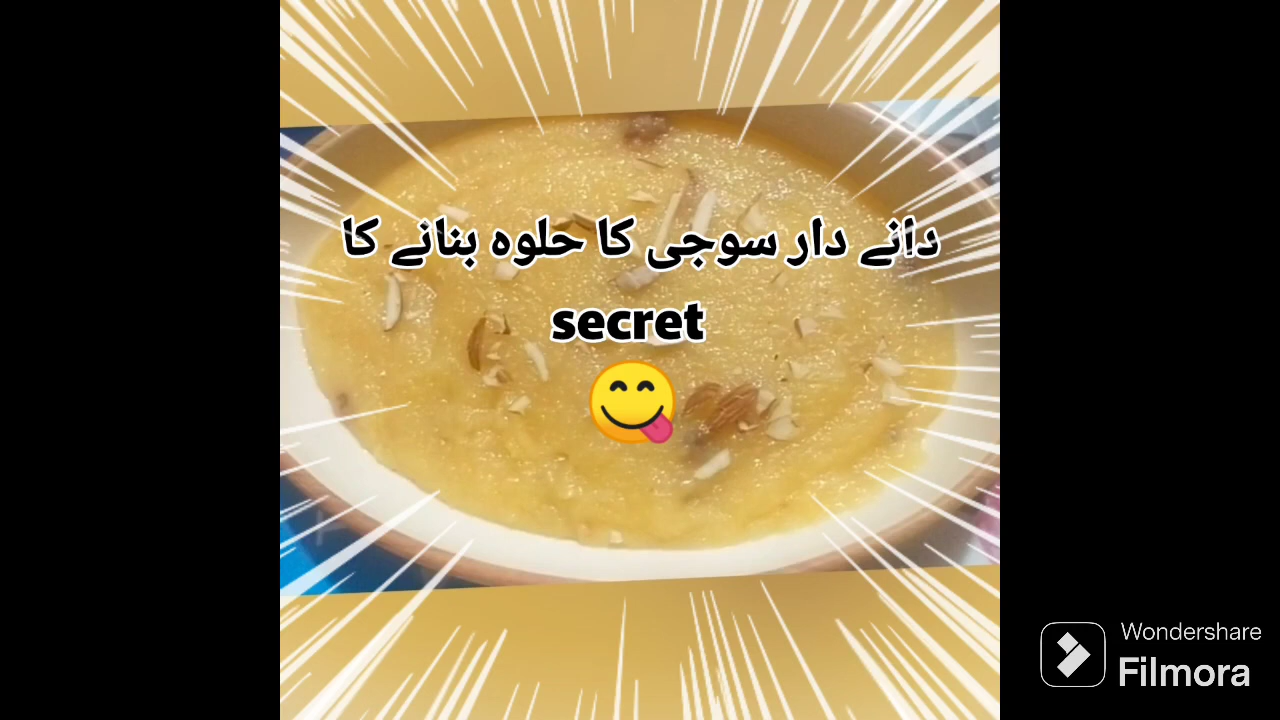 دانے دار سوجی کا حلوہ بنانے کا
secret
Wondershare
Filmora